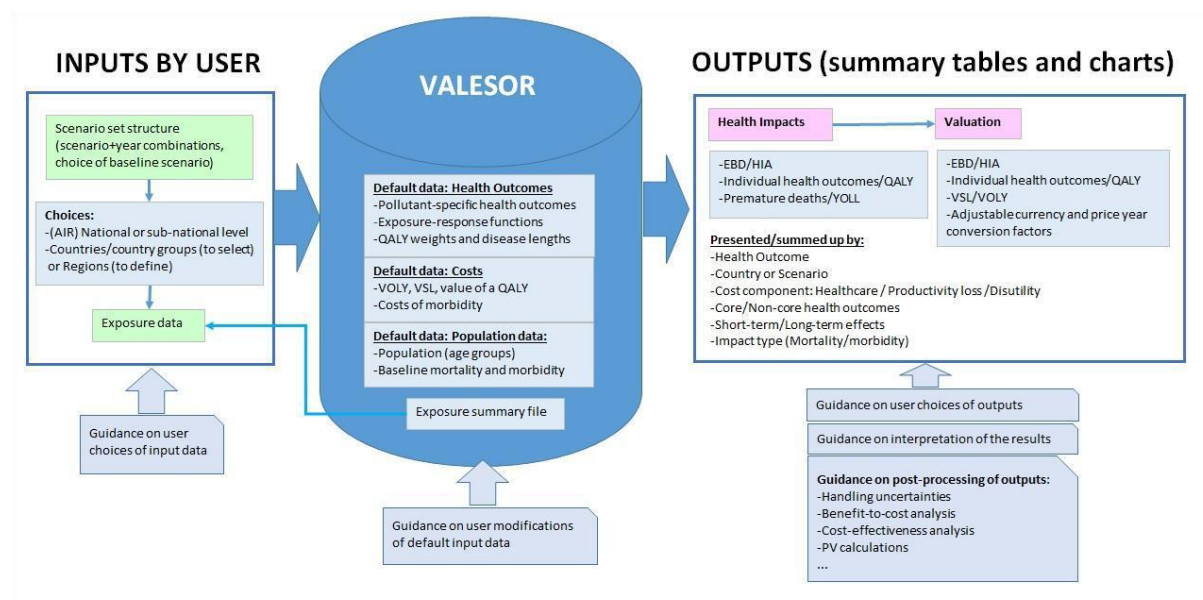 INPUTS BY USER
Scenario set structure
(scenario+year combinations,
choice of baseline scenario)
Choices:
-(AIR) National or sub-national level
-Countries/country groups (to select)
or Regions (to define)
Exposure data
Guidance on user
choices of input data
VALESOR
Default data: Health Outcomes
-Pollutant-specific health outcomes
-Exposure-response functions
-QALY weights and disease lengths
Default data: Costs
-VOLY, VSL, value of a QALY
-Costs of morbidity
Default data: Population data:
-Population (age groups)
-Baseline mortality and morbidity
Exposure summary file
Guidance on user modifications
of default input data
OUTPUTS (summary tables and charts)
Health Impacts
Valuation
-EBD/HIA
-Individual health outcomes/QALY
-Premature deaths/YOLL
-EBD/HIA
-Individual health outcomes/QALY
-VSL/VOLY
-Adjustable currency and price year
conversion factors
Presented/summed up by:
-Health Outcome
-Country or Scenario
-Cost component: Healthcare / Productivity loss /Disutility
-Core/Non-core health outcomes
-Short-term/Long-term effects
-Impact type (Mortality/morbidity)
Guidance on user choices of outputs
Guidance on interpretation of the results
Guidance on post-processing of outputs:
-Handling uncertainties
-Benefit-to-cost analysis
-Cost-effectiveness analysis
-PV calculations
...